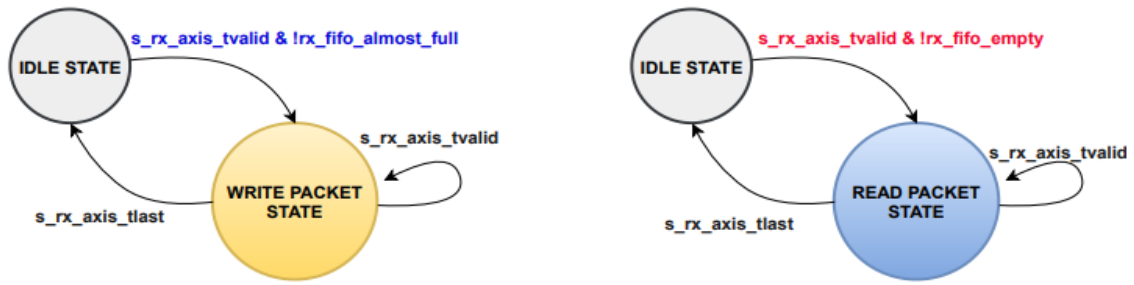 s_rx_axis_tvalid & !rx_fifo_almost_full
IDLE STATE
s_rx_axis_tvalid
WRITE PACKET
STATE
s_rx_axis_tlast
s_rx_axis_tvalid & !rx_fifo_empty
IDLE STATE
s_rx_axis_tvalid
READ PACKET
STATE
s_rx_axis_tlast